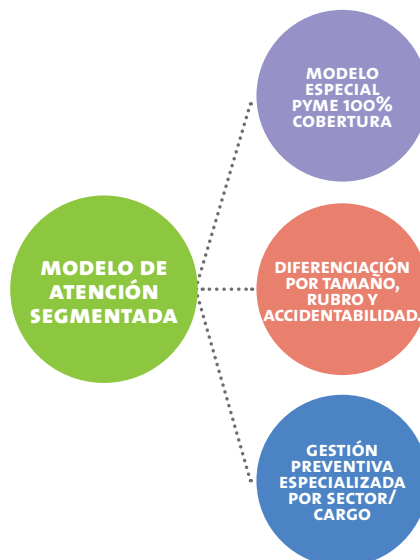 MODELO
ESPECIAL
PYME 100%
COBERTURA
MODELO DE
ATENCIÓN
SEGMENTADA
DIFERENCIACIÓN
POR TAMAÑO,
RUBRO Y
ACCIDENTABILIDAD.
GESTIÓN
PREVENTIVA
ESPECIALIZADA
POR SECTOR/
CARGO